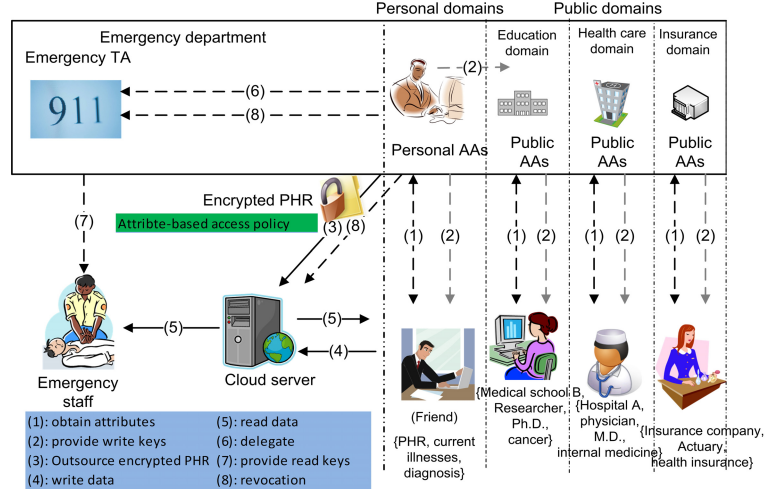 Personal domains
Public domains
Emergency department
Emergency TA
911
(6)
(8)
(2)
Personal AAs
Education
domain
Public
AAs
Health care
domain
Public
AAs
Insurance
domain
Public
AAs
(7)
Encrypted PHR
Attribte-based access policy
(3)
(8)
(1)
(2)
(1)
(2)
(1)
(2)
(1)
(2)
(5)
(5)
(4)
Emergency
staff
Cloud server
(Friend)
{PHR, current
illnesses,
diagnosis}
{Medical school B,
Researcher,
Ph.D.,
cancer}
{Hospital A,
physician,
M.D.,
internal medicine}
{Insurance company,
Actuary,
health insurance}
(1): obtain attributes
(2): provide write keys
(3): Outsource encrypted PHR
(4): write data
(5): read data
(6): delegate
(7): provide read keys
(8): revocation